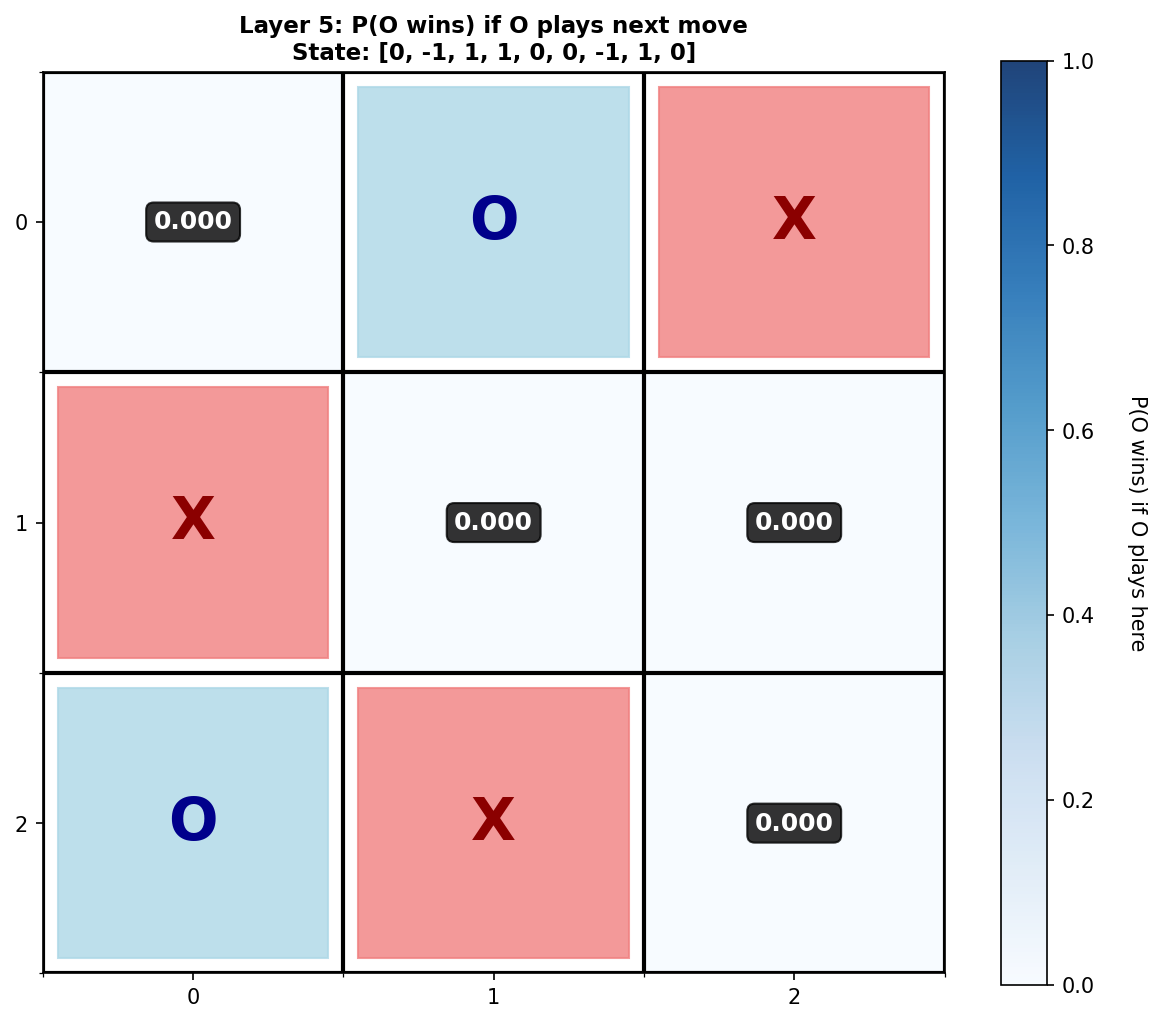 Layer 5: P(O wins) if O plays next move
State: [0, -1, 1, 1, 0, 0, -1, 1, 0]
0
0.000
O
X
1
X
0.000
0.000
2
O
X
0.000
0
1
2
1.0
0.8
0.6
0.4
0.2
0.0
P(O wins) if O plays here